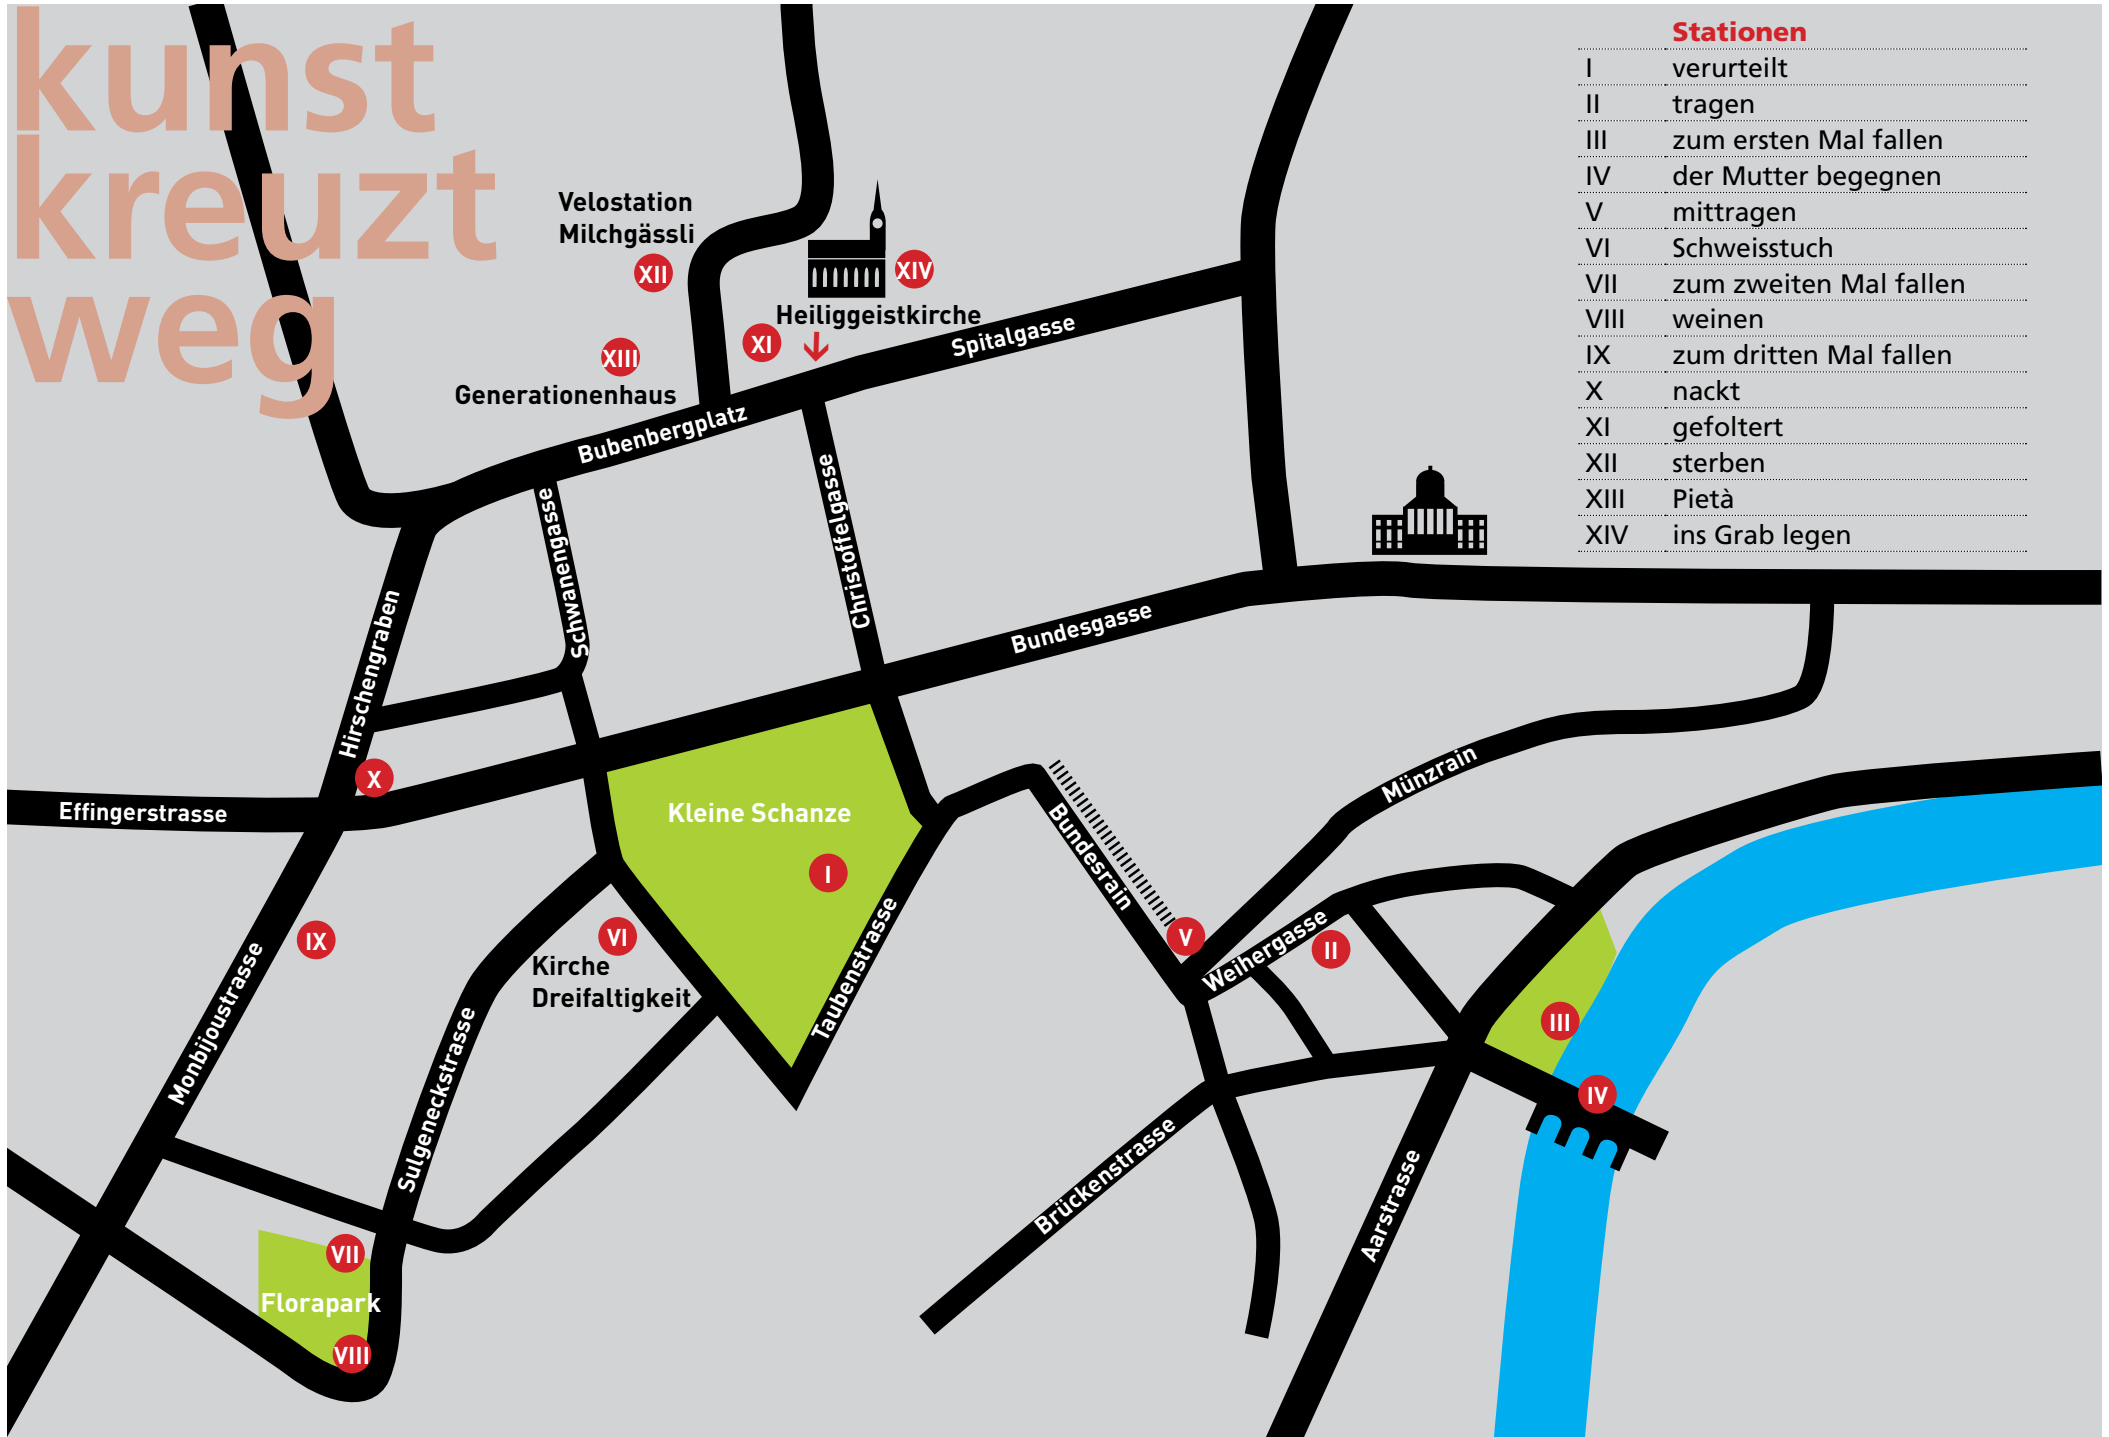 kunst
kreuzt
weg
Stationen
I verurteilt
II tragen
III zum ersten Mal fallen
IV der Mutter begegnen
V mittragen
VI Schweisstuch
VII zum zweiten Mal fallen
VIII weinen
IX zum dritten Mal fallen
X nackt
XI gefoltert
XII sterben
XIII Pietà
XIV ins Grab legen
Velostation
Milchgässli
XII
XIV
Heiliggeistkirche
XI
XIII
Generationenhaus
Spitalgasse
Bubenbergplatz
Schwanengasse
Christoffelgasse
Hirschengraben
Bundesgasse
X
Effingerstrasse
Kleine Schanze
I
Münzrain
Bundesrain
V
Weihergasse
II
IX
VI
Kirche
Dreifaltigkeit
Taubenstrasse
Monbijoustrasse
Sulgeneckstrasse
III
IV
Brückenstrasse
Aarstrasse
VII
Florapark
VIII